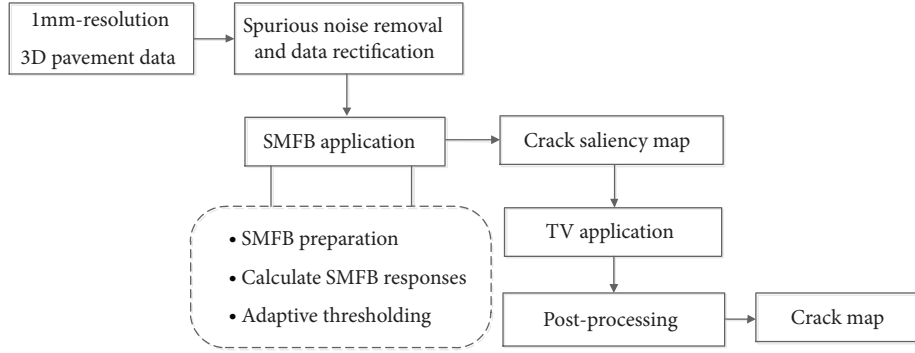 1mm-resolution
3D pavement data
Spurious noise removal
and data rectification
SMFB application
Crack saliency map
• SMFB preparation
• Calculate SMFB responses
• Adaptive thresholding
TV application
Post-processing
Crack map